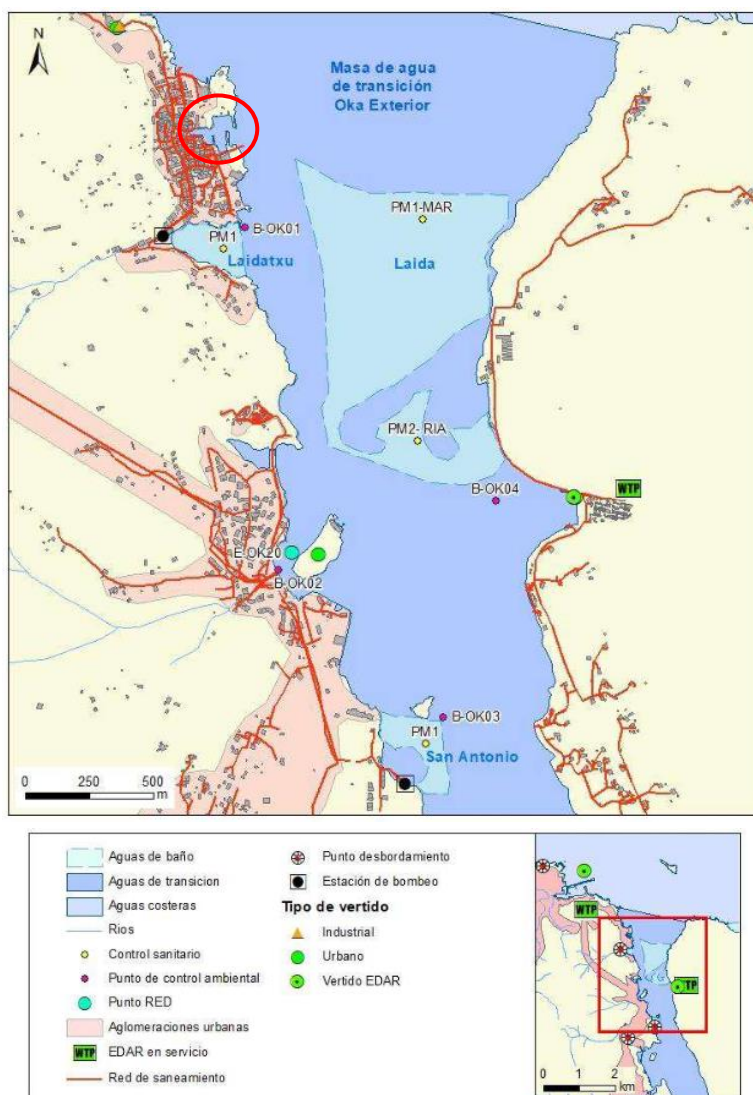 N
Masa de agua
de transición
Oka Exterior
PM1-MAR
B-OK01
PM1
Laidatxu
Laida
PM2- RIA
B-OK04
WTP
E-OK20
B-OK02
B-OK03
PM1
San Antonio
0 250 500
m
Aguas de baño
Aguas de transicion
Aguas costeras
Rios
Control sanitario
Punto de control ambiental
Punto RED
Aglomeraciones urbanas
WTP EDAR en servicio
Red de saneamiento
Punto desbordamiento
Estación de bombeo
Tipo de vertido
Industrial
Urbano
Vertido EDAR
WTP
TP
0 1 2
km